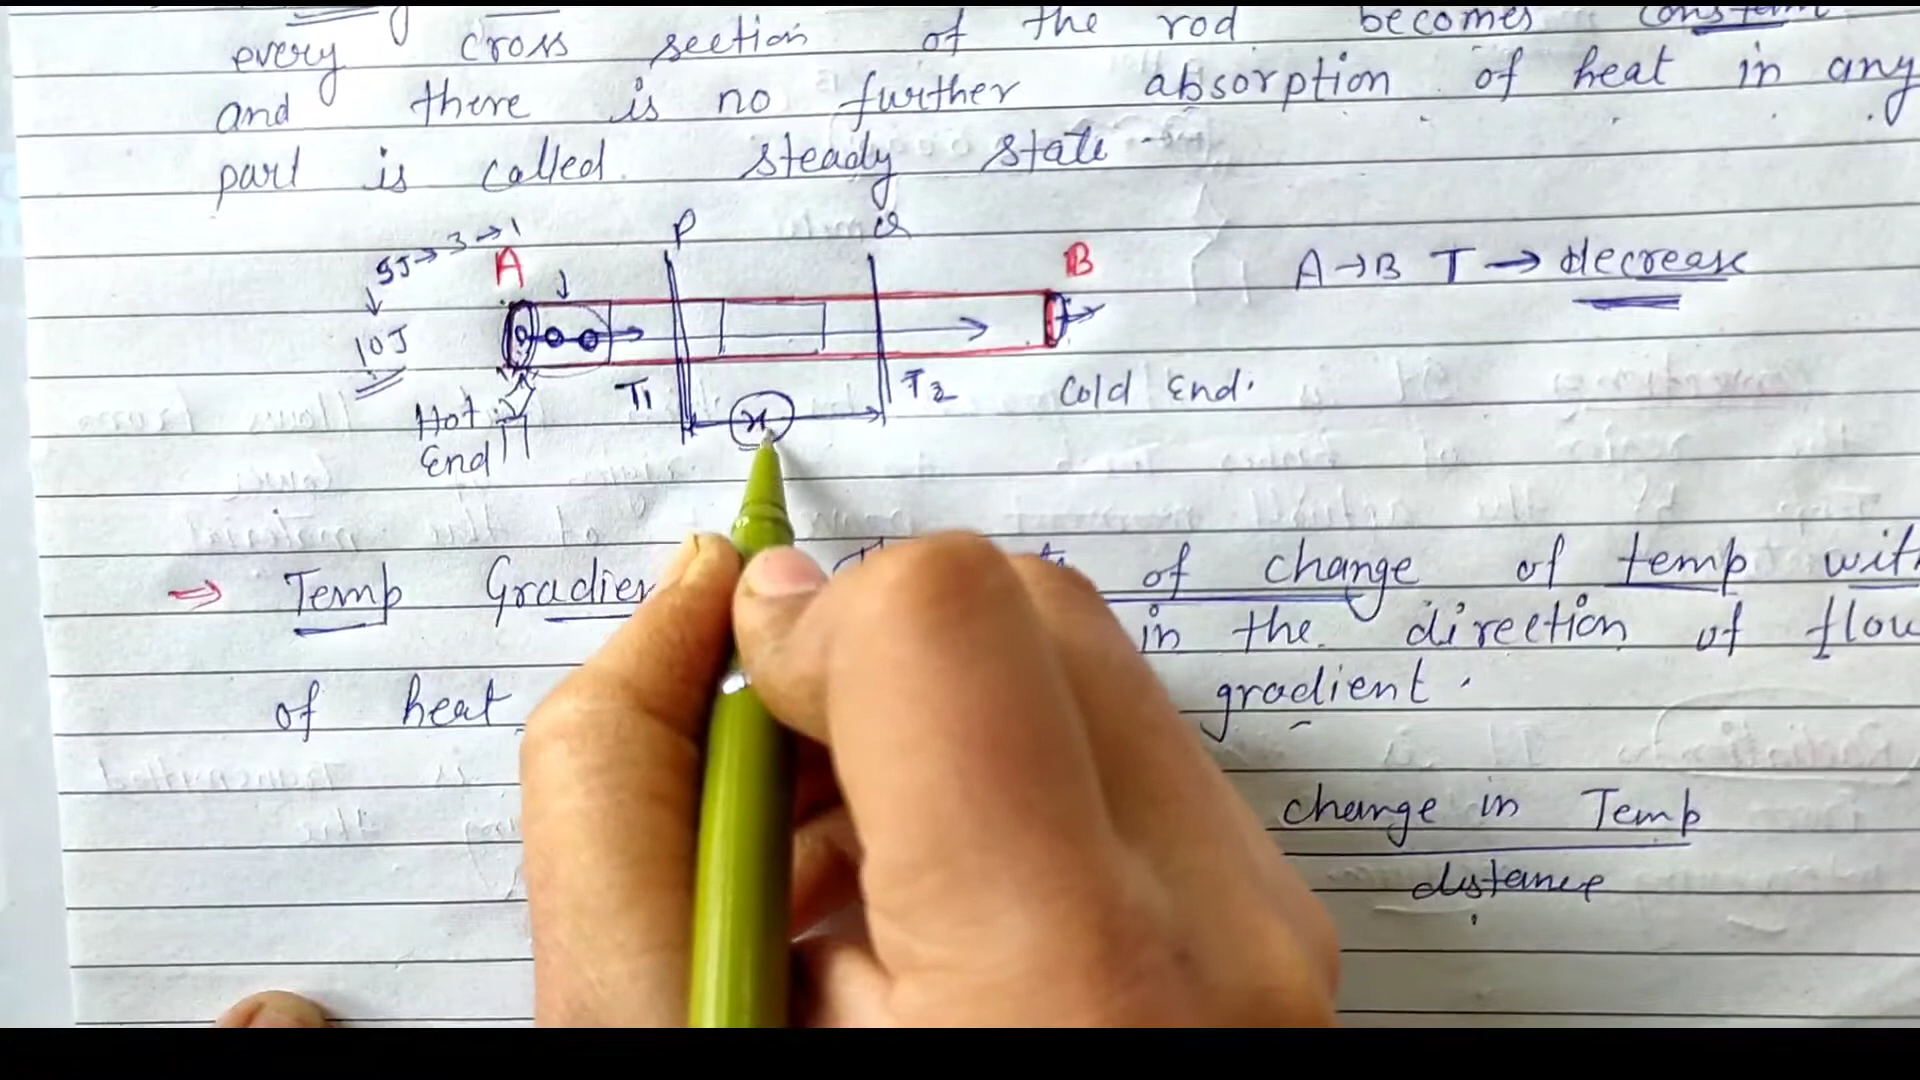 every cross section of the rod becomes constant
and there is no further absorption of heat in any
part is called steady state
5J → 3 → 1
P Q
A B
A → B T → decrease
10J
T1 x T2
Hot End
Cold End.
⇒ Temp of change of temp with
in the direction of flow
of heat gradient.
change in Temp
distance